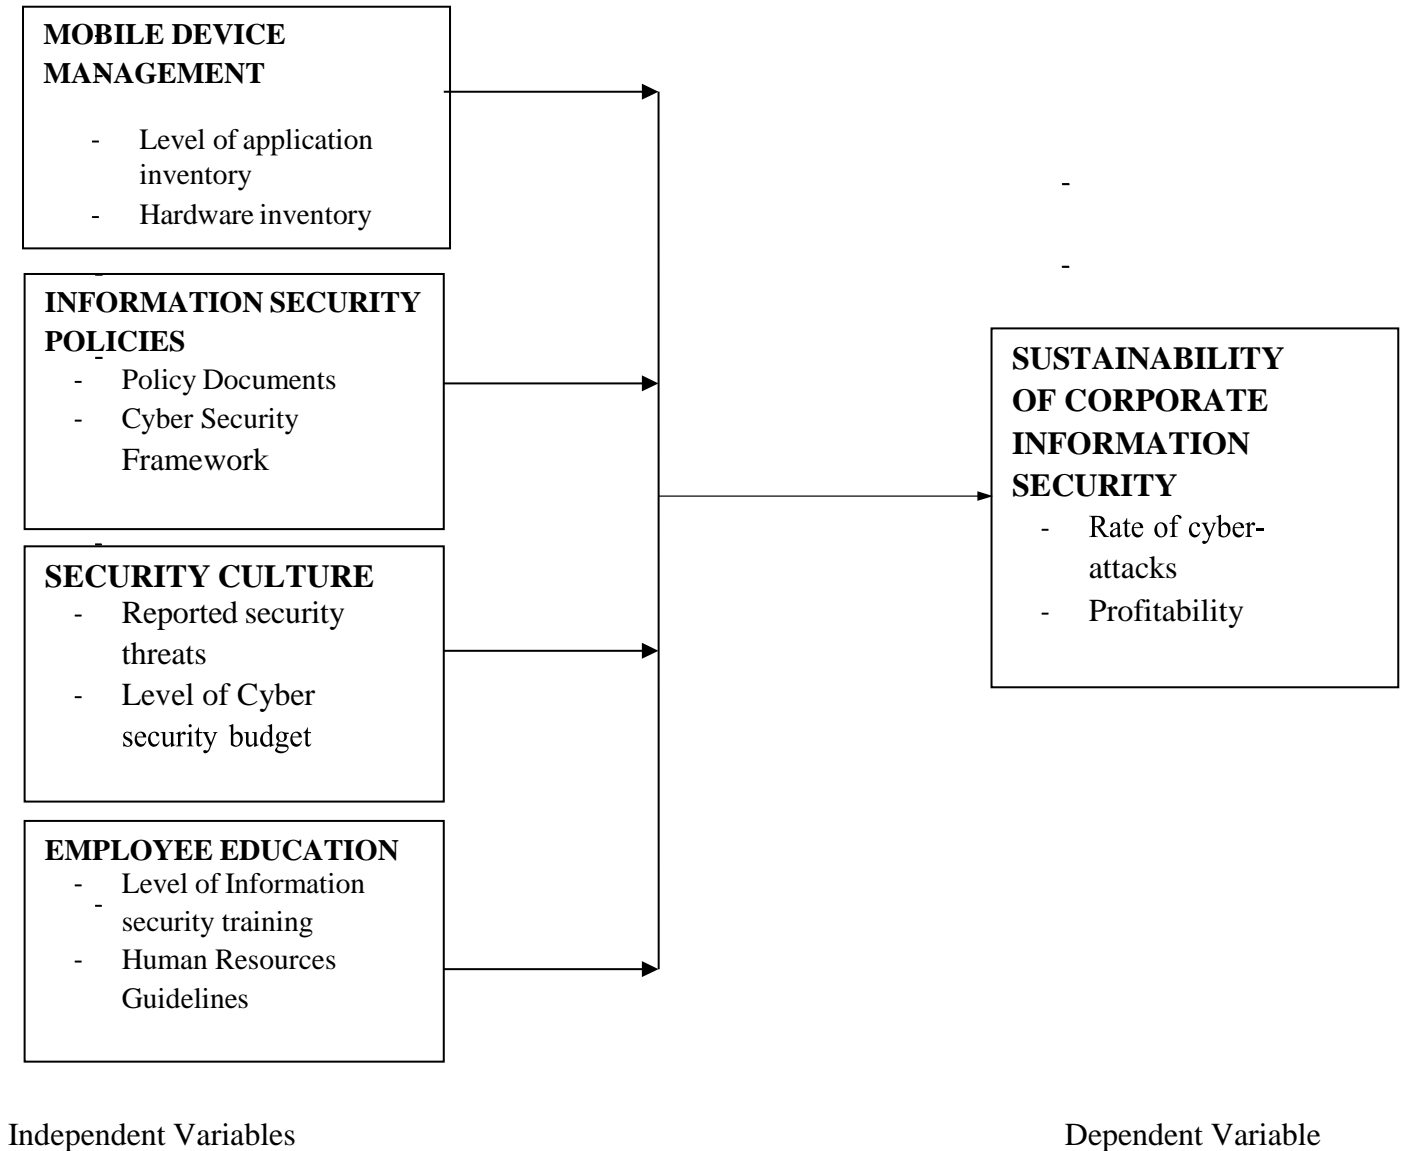 MOBILE DEVICE
MANAGEMENT
- Level of application
inventory
- Hardware inventory
INFORMATION SECURITY
POLICIES
- Policy Documents
- Cyber Security
Framework
SECURITY CULTURE
- Reported security
threats
- Level of Cyber
security budget
EMPLOYEE EDUCATION
- Level of Information
security training
- Human Resources
Guidelines
-
-
SUSTAINABILITY
OF CORPORATE
INFORMATION
SECURITY
- Rate of cyber-
attacks
- Profitability
Independent Variables
Dependent Variable